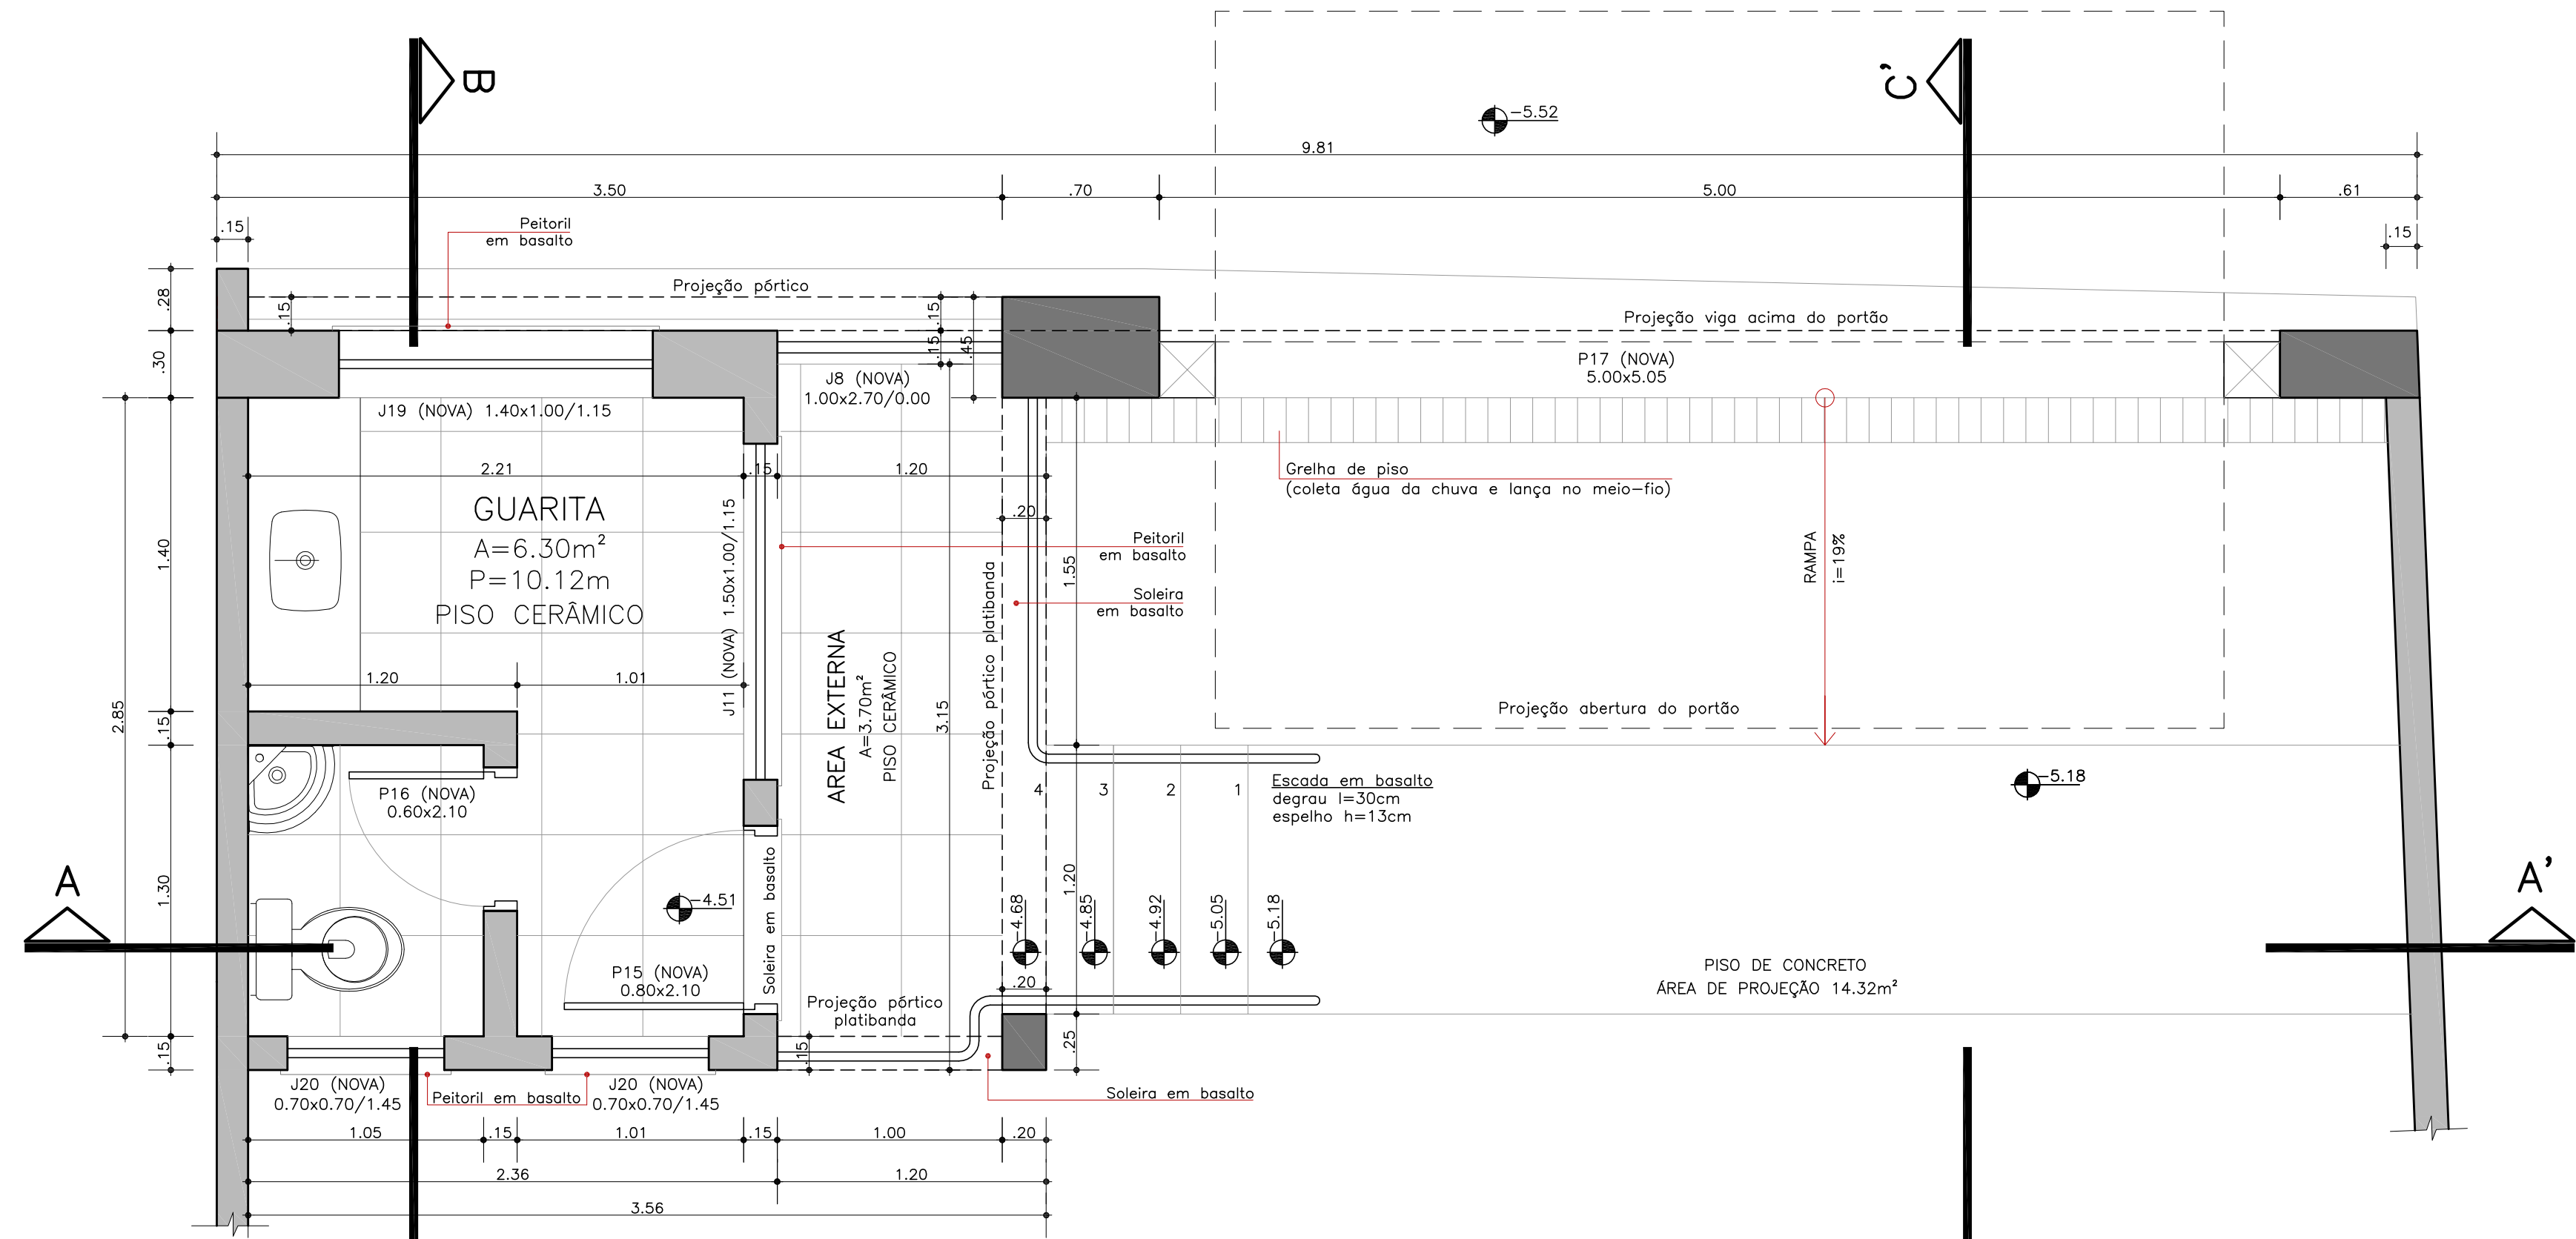 B
C'
-5.52
9.81
3.50
.70
5.00
.61
.15
Peitoril
em basalto
.15
.28
.15
Projeção pórtico
.15
.15
.45
Projeção viga acima do portão
.30
P17 (NOVA)
5.00x5.05
J8 (NOVA)
1.00x2.70/0.00
J19 (NOVA) 1.40x1.00/1.15
2.21
.15
1.20
Grelha de piso
(coleta água da chuva e lança no meio-fio)
GUARITA
A=6.30m²
P=10.12m
PISO CERÂMICO
J11 (NOVA) 1.50x1.00/1.15
.20
Peitoril
em basalto
Soleira
em basalto
1.40
1.55
RAMPA
i=19%
AREA EXTERNA
A=3.70m²
PISO CERÂMICO
Projeção pórtico platibanda
1.20
1.01
2.85
.15
3.15
Projeção abertura do portão
P16 (NOVA)
0.60x2.10
4
3
2
1
Escada em basalto
degrau l=30cm
espelho h=13cm
-5.18
A
1.30
-4.51
Soleira em basalto
1.20
-4.68
-4.85
-4.92
-5.05
-5.18
A'
P15 (NOVA)
0.80x2.10
.20
PISO DE CONCRETO
ÁREA DE PROJEÇÃO 14.32m²
Projeção pórtico
platibanda
.15
.15
.25
J20 (NOVA)
0.70x0.70/1.45
Peitoril em basalto
J20 (NOVA)
0.70x0.70/1.45
Soleira em basalto
1.05
.15
1.01
.15
1.00
.20
2.36
1.20
3.56